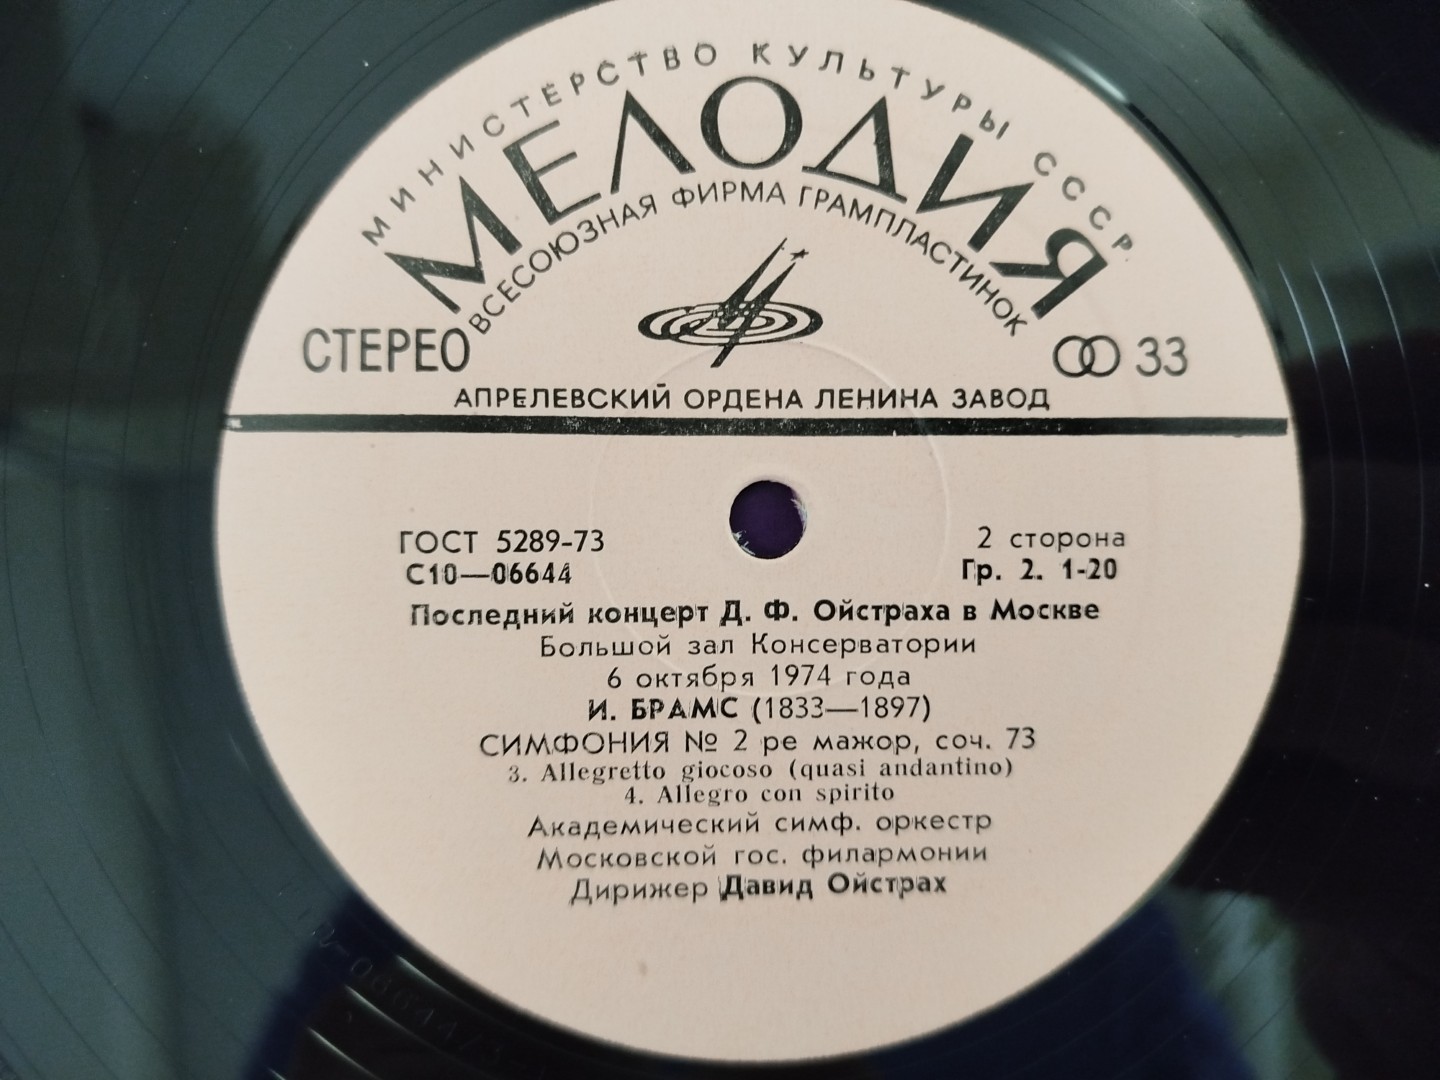 МИНИСТЕРСТВО КУЛЬТУРЫ СССР
МЕЛОДИЯ
ВСЕСОЮЗНАЯ ФИРМА ГРАМПЛАСТИНОК
СТЕРЕО
33
АПРЕЛЕВСКИЙ ОРДЕНА ЛЕНИНА ЗАВОД
ГОСТ 5289-73
2 сторона
С10—06644
Гр. 2. 1-20
Последний концерт Д. Ф. Ойстраха в Москве
Большой зал Консерватории
6 октября 1974 года
И. БРАМС (1833—1897)
СИМФОНИЯ № 2 ре мажор, соч. 73
3. Allegretto giocoso (quasi andantino)
4. Allegro con spirito
Академический симф. оркестр
Московской гос. филармонии
Дирижер Давид Ойстрах